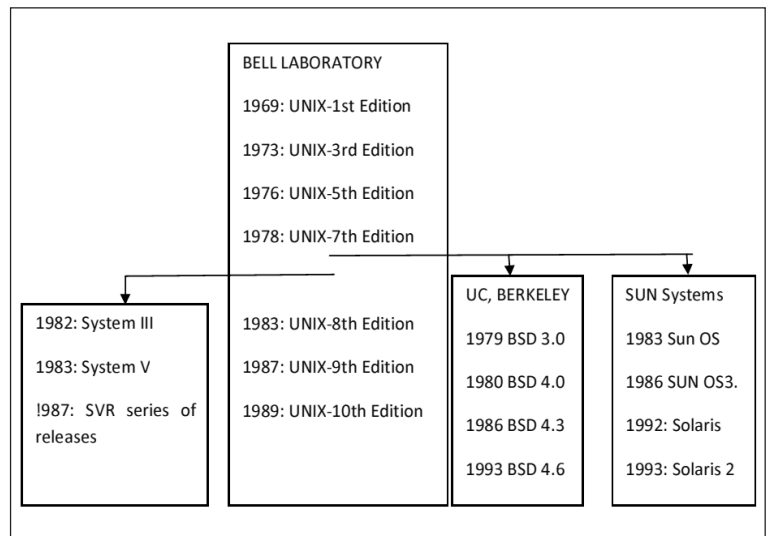 BELL LABORATORY
1969: UNIX-1st Edition
1973: UNIX-3rd Edition
1976: UNIX-5th Edition
1978: UNIX-7th Edition
1983: UNIX-8th Edition
1987: UNIX-9th Edition
1989: UNIX-10th Edition
1982: System III
1983: System V
!987: SVR series of
releases
UC, BERKELEY
1979 BSD 3.0
1980 BSD 4.0
1986 BSD 4.3
1993 BSD 4.6
SUN Systems
1983 Sun OS
1986 SUN OS3.
1992: Solaris
1993: Solaris 2